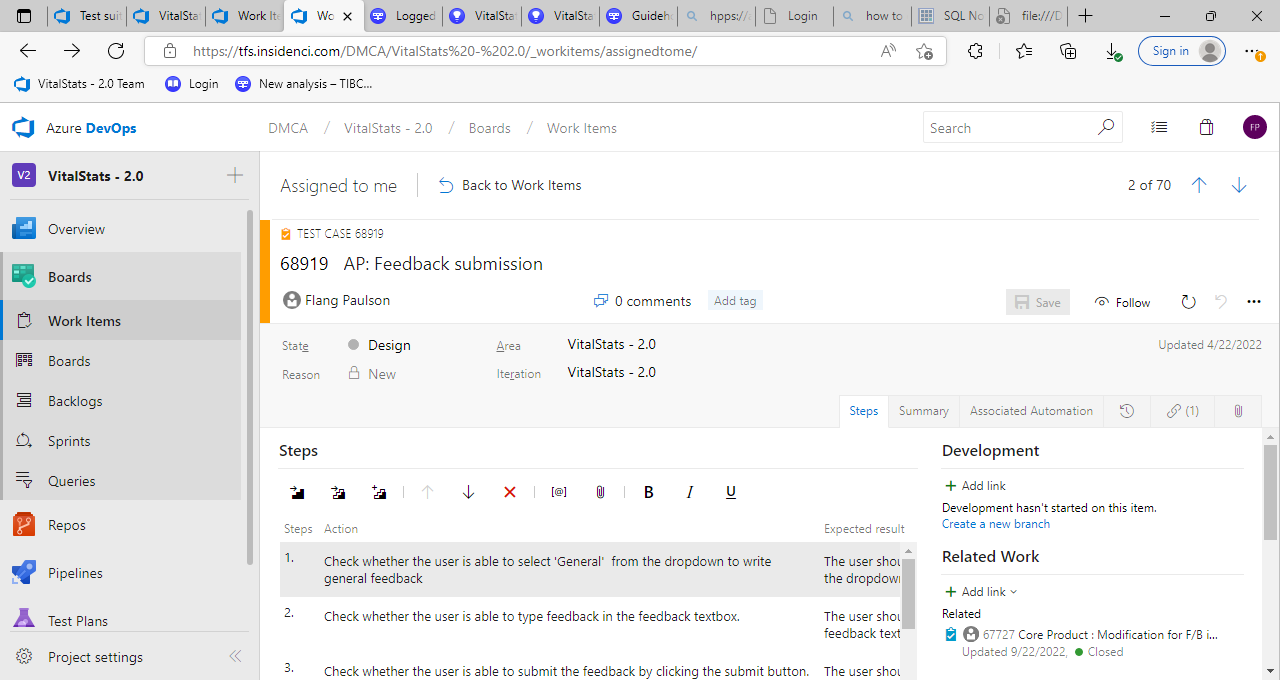 Test suit
VitalStat
Work Ite
Wo
Logged
VitalStat
VitalSta
Guideho
hpps://a
Login
how to
SQL No
file:///D
https://tfs.insidenci.com/DMCA/VitalStats%20-%202.0/_workitems/assignedtome/
Sign in
VitalStats - 2.0 Team
Login
New analysis – TIBC...
Azure DevOps
DMCA / VitalStats - 2.0 / Boards / Work Items
Search
FP
V2 VitalStats - 2.0
Overview
Boards
Work Items
Boards
Backlogs
Sprints
Queries
Repos
Pipelines
Test Plans
Project settings
Assigned to me
Back to Work Items
2 of 70
TEST CASE 68919
68919 AP: Feedback submission
Flang Paulson
0 comments
Add tag
Save
Follow
State
Design
Area
VitalStats - 2.0
Updated 4/22/2022
Reason
New
Iteration
VitalStats - 2.0
Steps
Summary
Associated Automation
(1)
Steps
B I U
Steps Action Expected result
1. Check whether the user is able to select 'General' from the dropdown to write
general feedback
The user shou
the dropdown
2. Check whether the user is able to type feedback in the feedback textbox.
The user shou
feedback text
3. Check whether the user is able to submit the feedback by clicking the submit button.
The user shou
Development
Add link
Development hasn't started on this item.
Create a new branch
Related Work
Add link
Related
67727 Core Product : Modification for F/B i...
Updated 9/22/2022, Closed